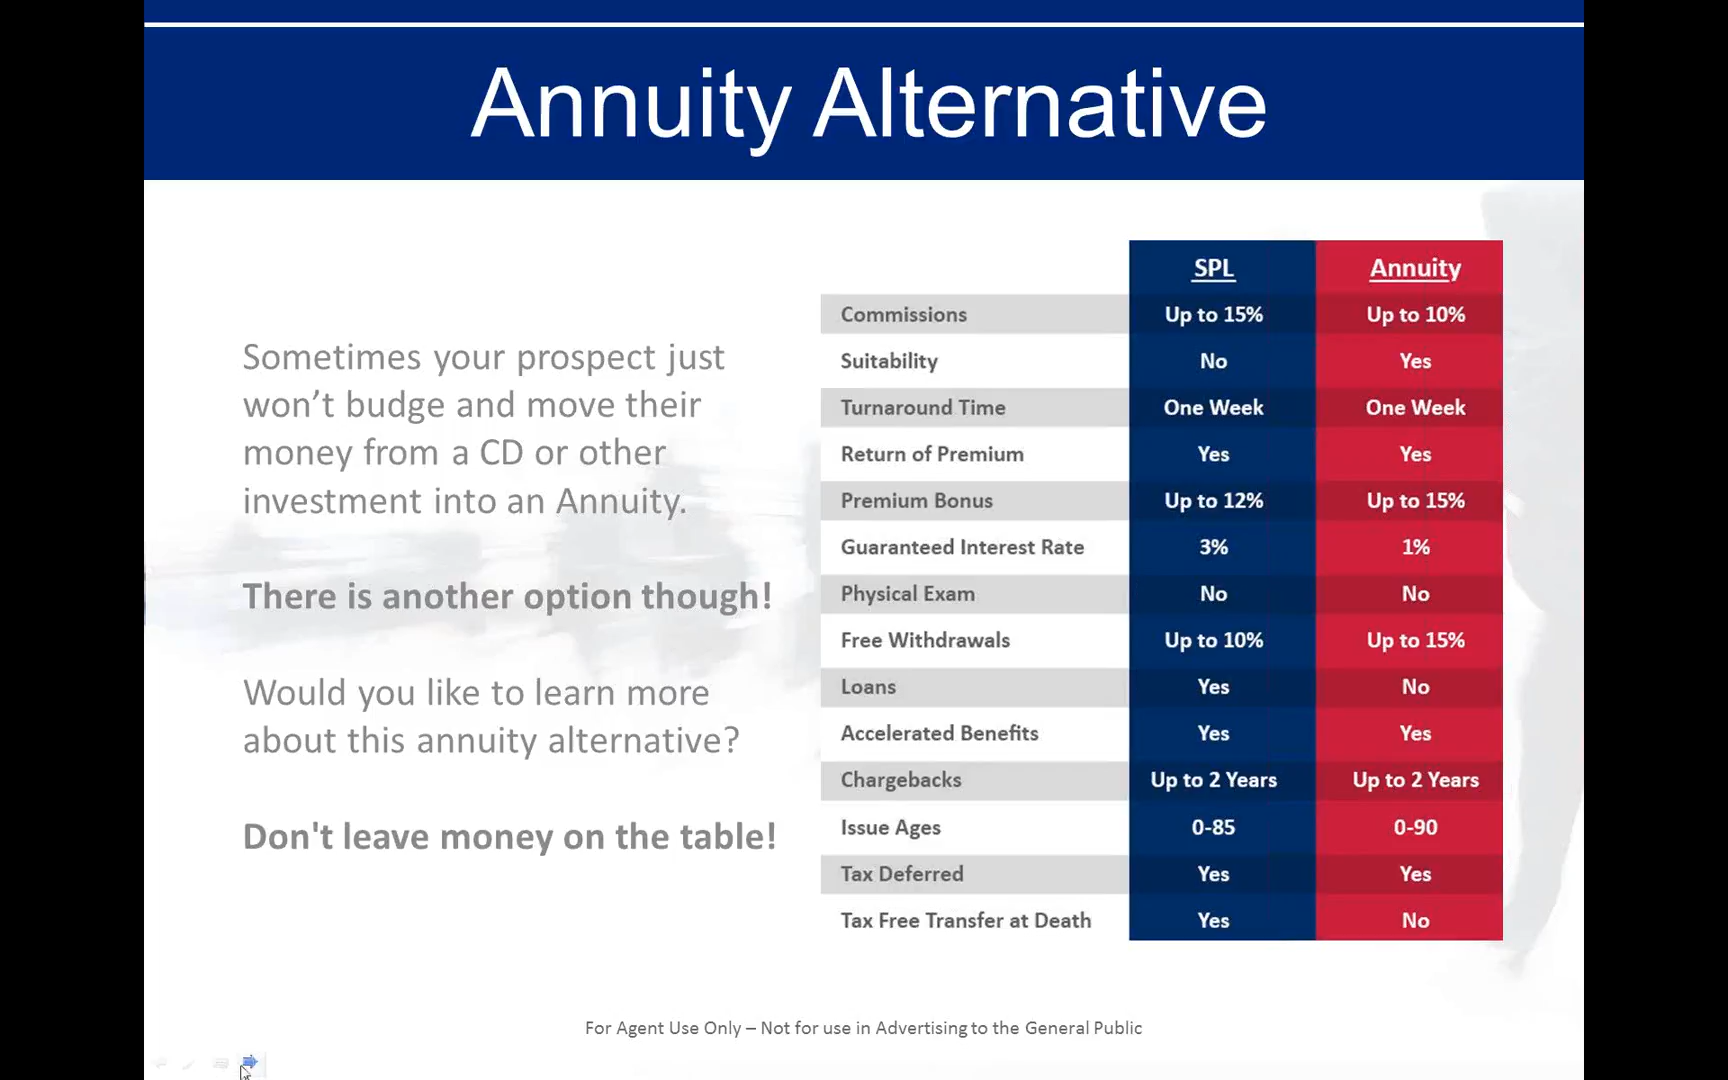 Annuity Alternative
Sometimes your prospect just
won’t budge and move their
money from a CD or other
investment into an Annuity.
There is another option though!
Would you like to learn more
about this annuity alternative?
Don't leave money on the table!
SPL Annuity
Commissions Up to 15% Up to 10%
Suitability No Yes
Turnaround Time One Week One Week
Return of Premium Yes Yes
Premium Bonus Up to 12% Up to 15%
Guaranteed Interest Rate 3% 1%
Physical Exam No No
Free Withdrawals Up to 10% Up to 15%
Loans Yes No
Accelerated Benefits Yes Yes
Chargebacks Up to 2 Years Up to 2 Years
Issue Ages 0-85 0-90
Tax Deferred Yes Yes
Tax Free Transfer at Death Yes No
For Agent Use Only – Not for use in Advertising to the General Public